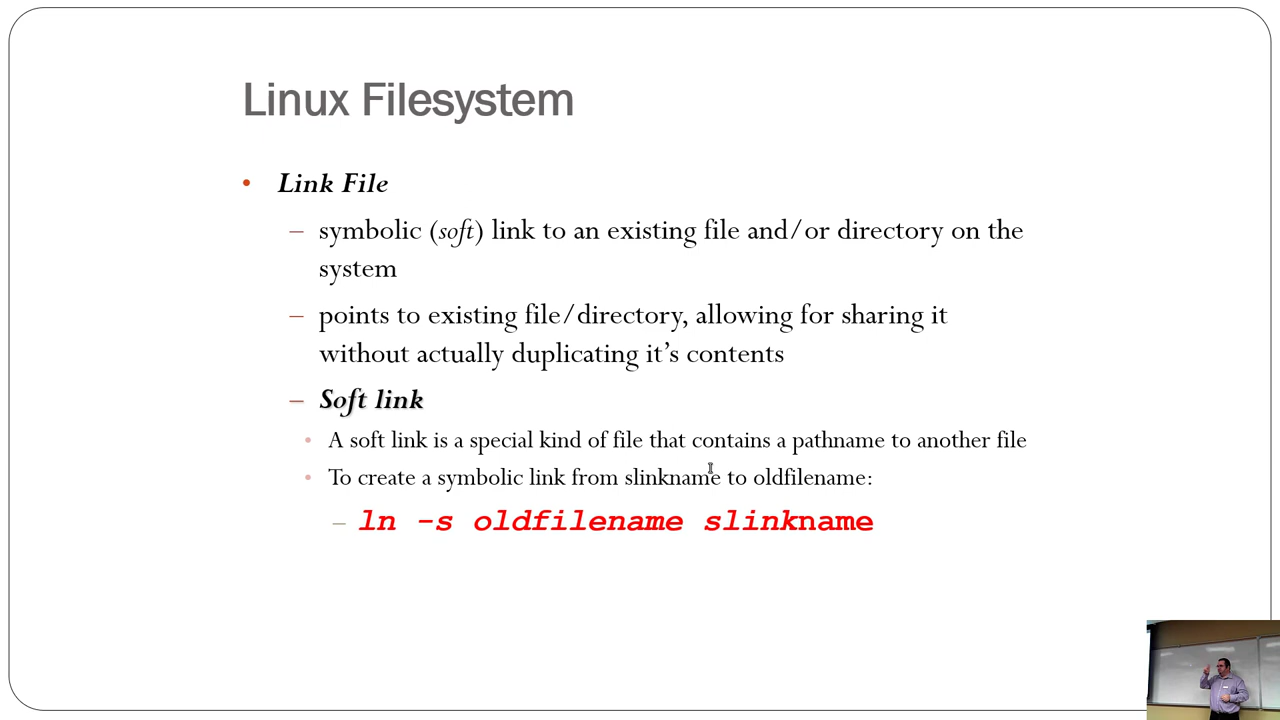 Linux Filesystem
• Link File
– symbolic (soft) link to an existing file and/or directory on the
system
– points to existing file/directory, allowing for sharing it
without actually duplicating it’s contents
– Soft link
• A soft link is a special kind of file that contains a pathname to another file
• To create a symbolic link from slinkname to oldfilename:
– ln -s oldfilename slinkname